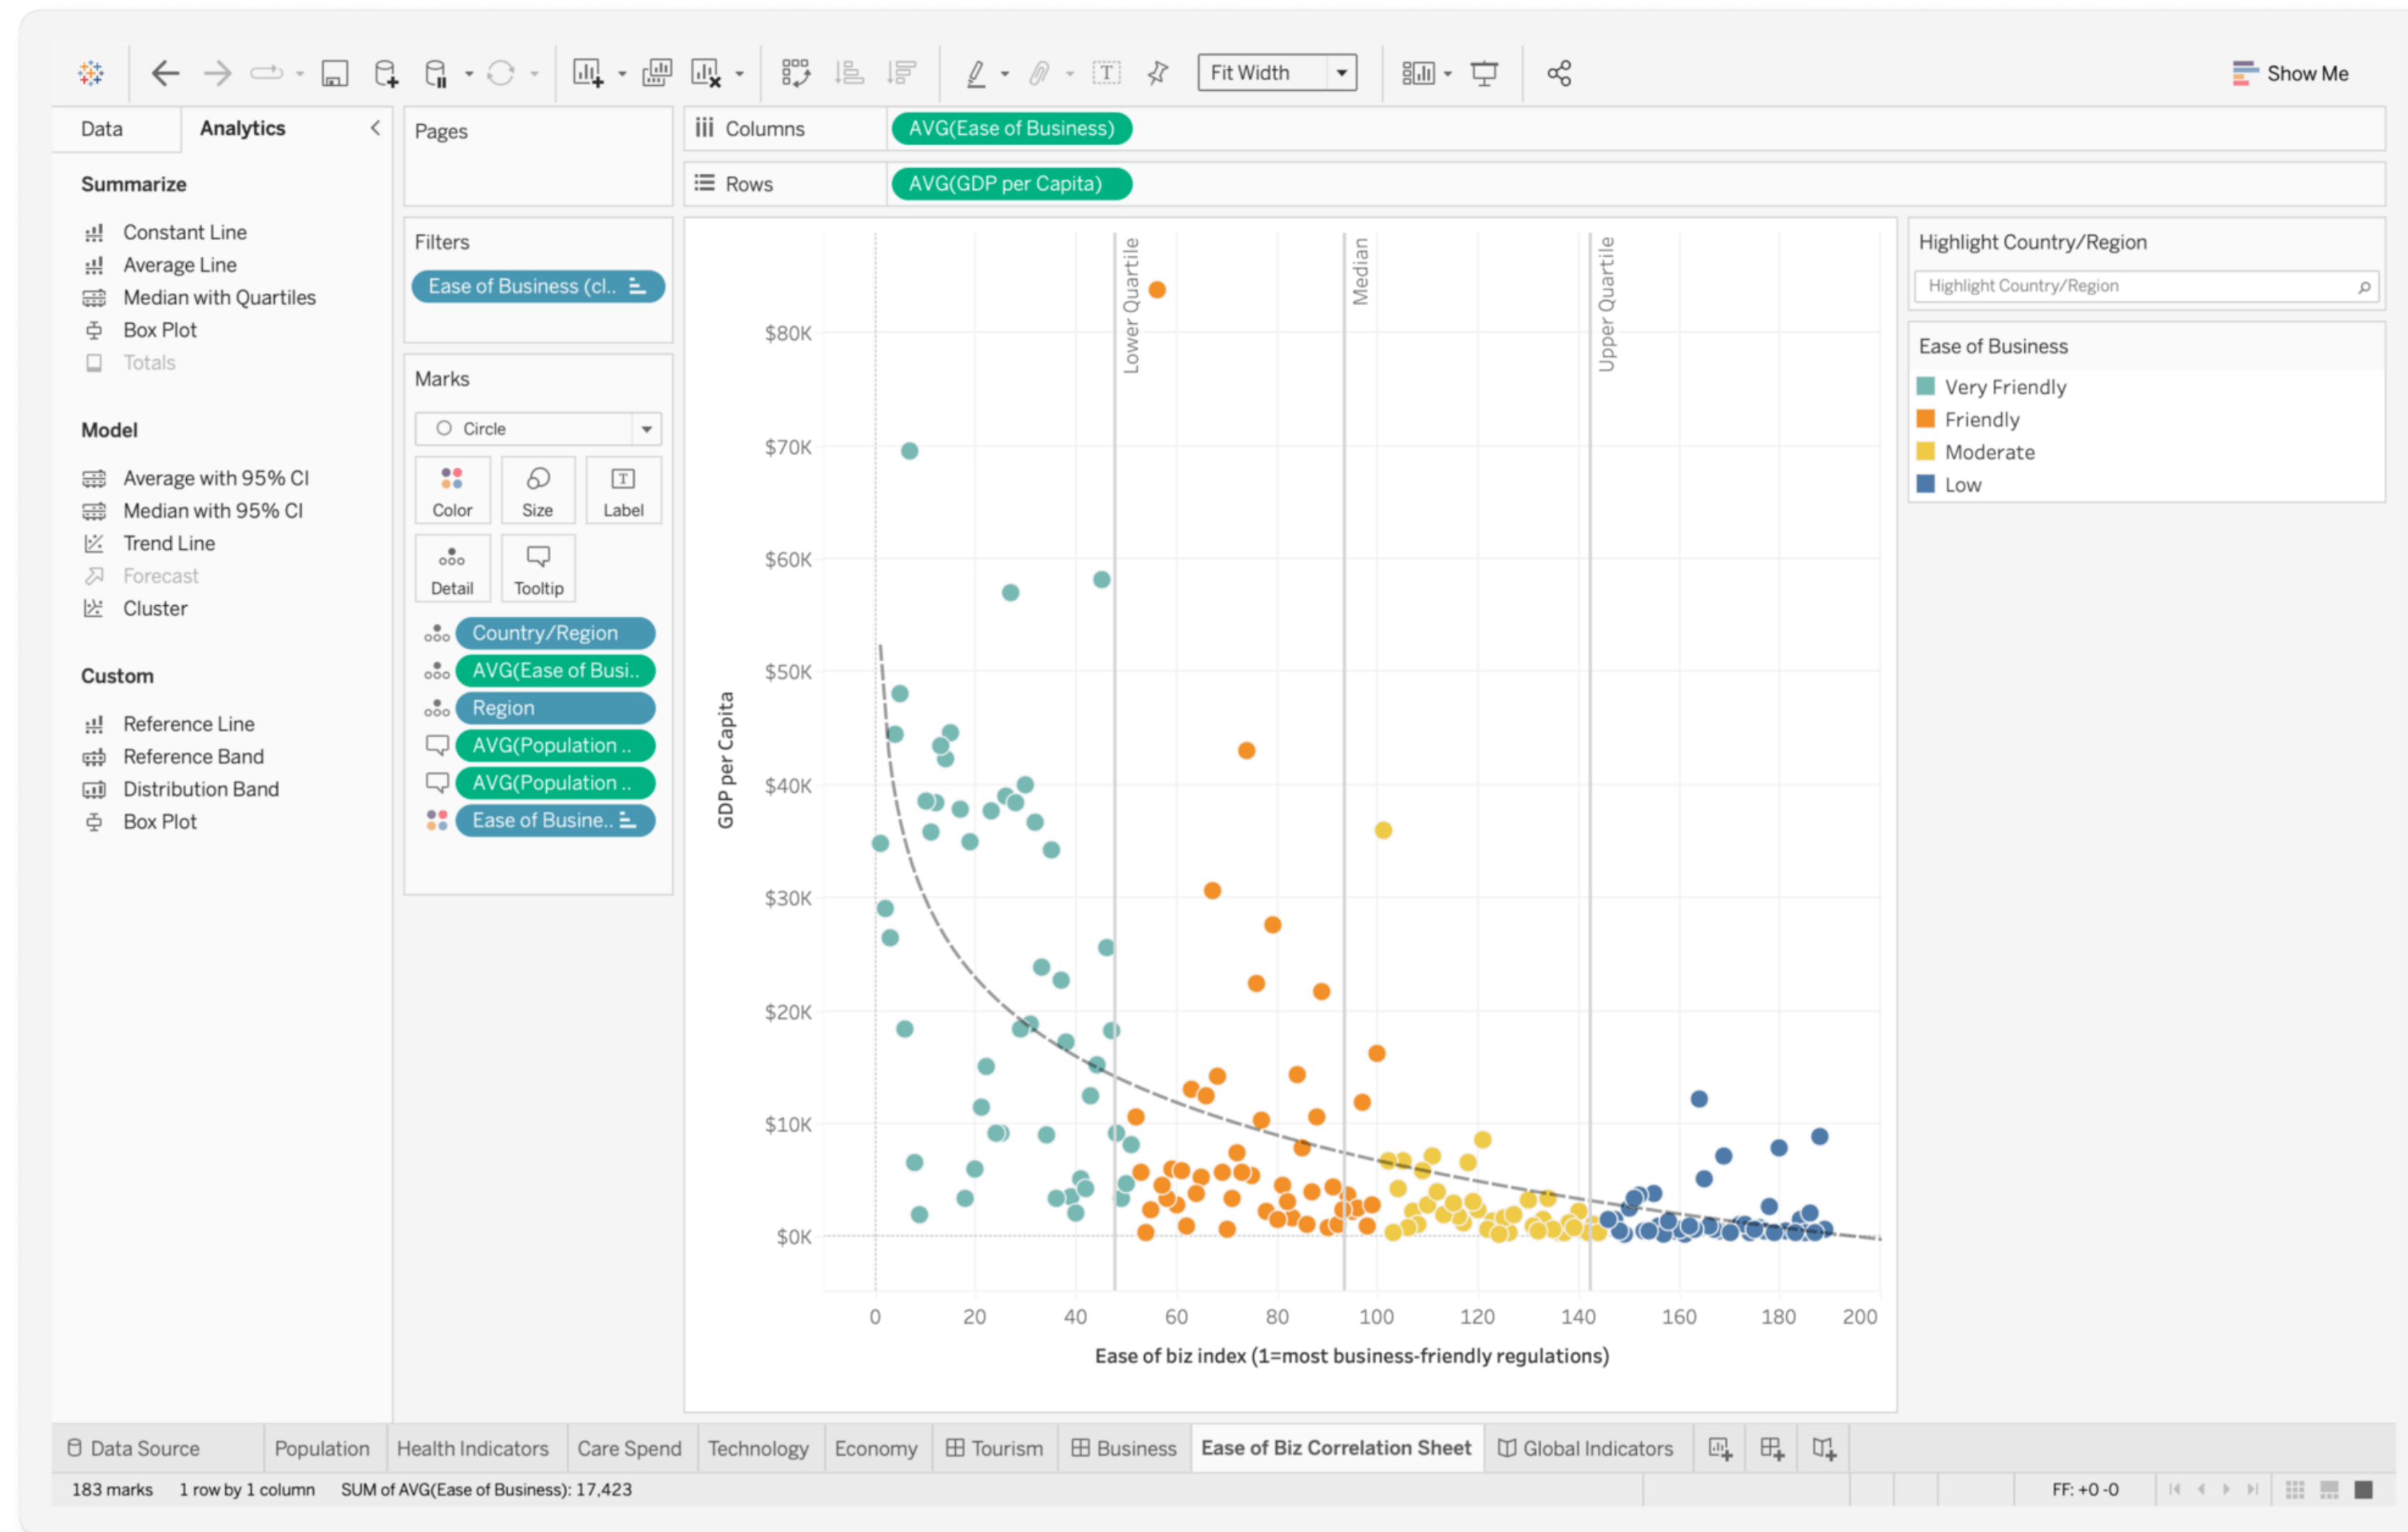 Fit Width
Show Me
Data
Analytics
Summarize
Constant Line
Average Line
Median with Quartiles
Box Plot
Totals
Model
Average with 95% CI
Median with 95% CI
Trend Line
Forecast
Cluster
Custom
Reference Line
Reference Band
Distribution Band
Box Plot
Pages
Filters
Ease of Business (cl..
Marks
Circle
Color
Size
T
Label
Detail
Tooltip
Country/Region
AVG(Ease of Busi..
Region
AVG(Population ..
AVG(Population ..
Ease of Busine..
Columns
AVG(Ease of Business)
Rows
AVG(GDP per Capita)
Lower Quartile
Median
Upper Quartile
GDP per Capita
$80K
$70K
$60K
$50K
$40K
$30K
$20K
$10K
$0K
0 20 40 60 80 100 120 140 160 180 200
Ease of biz index (1=most business-friendly regulations)
Highlight Country/Region
Highlight Country/Region
Ease of Business
Very Friendly
Friendly
Moderate
Low
Data Source Population Health Indicators Care Spend Technology Economy Tourism Business Ease of Biz Correlation Sheet Global Indicators
183 marks 1 row by 1 column SUM of AVG(Ease of Business): 17,423 FF: +0 -0